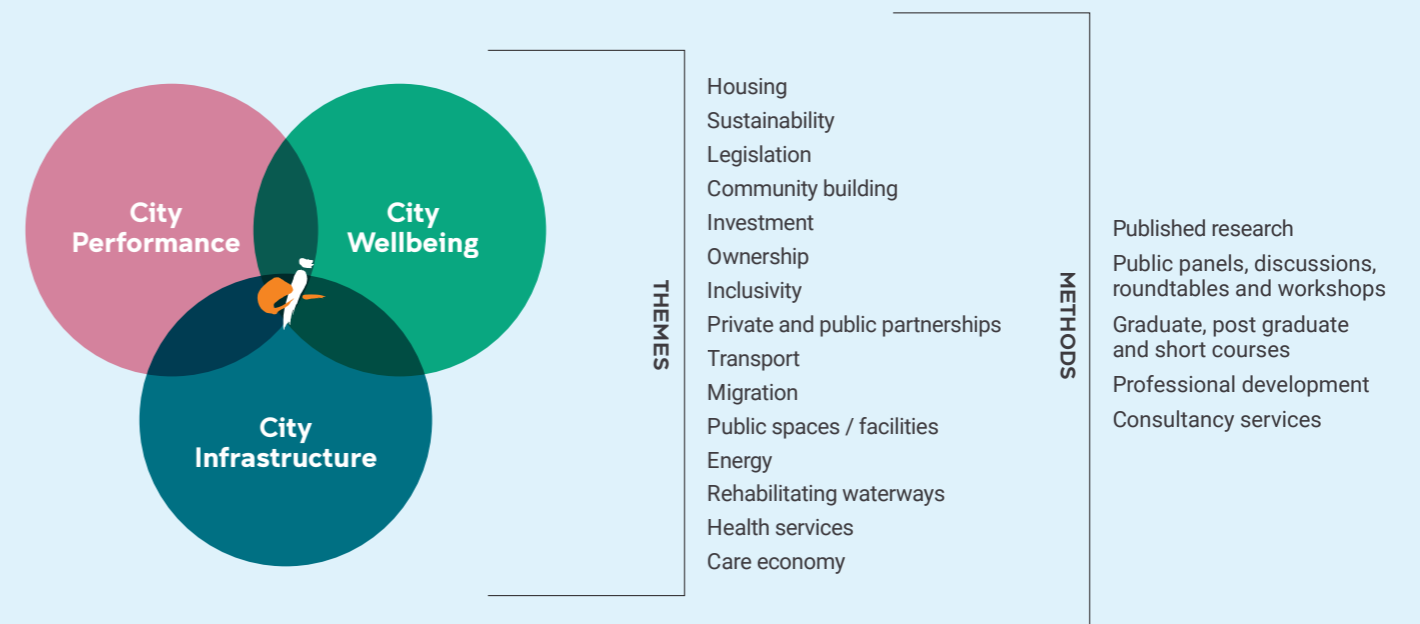 City
Performance
City
Wellbeing
City
Infrastructure
THEMES
Housing
Sustainability
Legislation
Community building
Investment
Ownership
Inclusivity
Private and public partnerships
Transport
Migration
Public spaces / facilities
Energy
Rehabilitating waterways
Health services
Care economy
METHODS
Published research
Public panels, discussions,
roundtables and workshops
Graduate, post graduate
and short courses
Professional development
Consultancy services